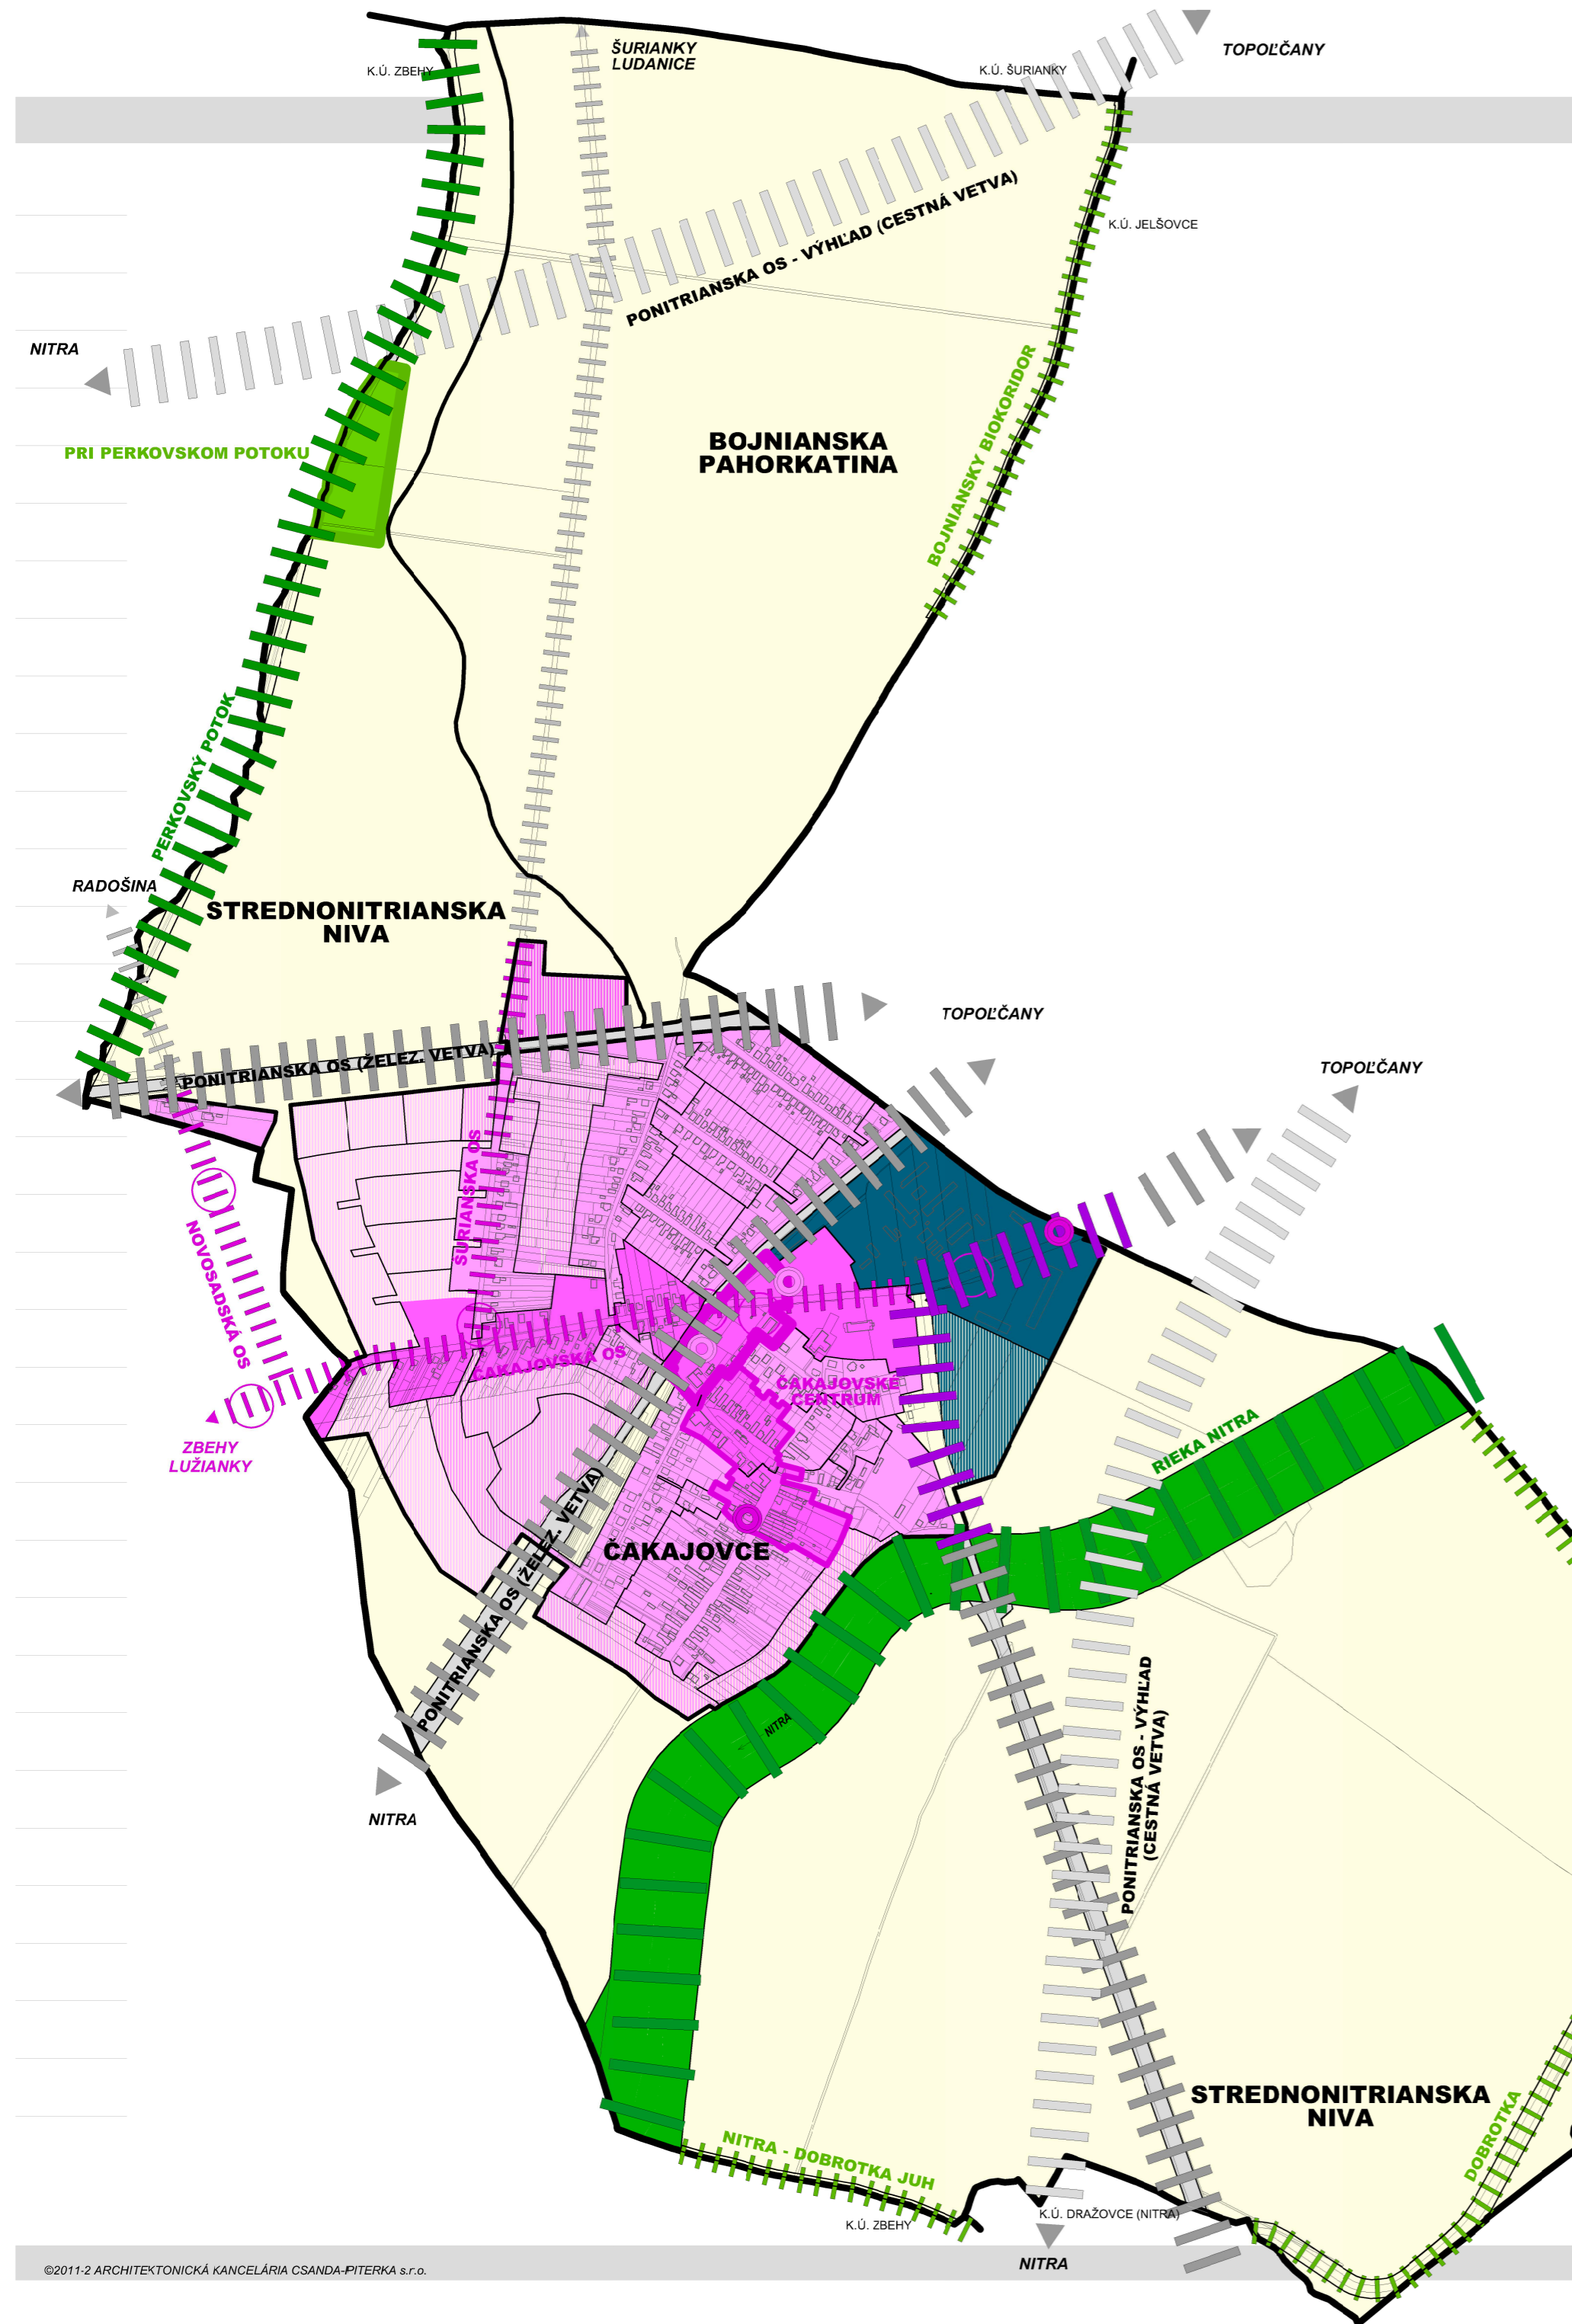 ŠURIANKY
LUDANICE
TOPOĽČANY
K.Ú. ZBEHY
K.Ú. ŠURIANKY
K.Ú. JELŠOVCE
PONITRIANSKA OS - VÝHĽAD (CESTNÁ VETVA)
NITRA
PRI PERKOVSKOM POTOKU
BOJNIANSKA
PAHORKATINA
BOJNIANSKY BIOKORIDOR
PERKOVSKÝ POTOK
RADOŠINA
STREDNONITRIANSKA
NIVA
TOPOĽČANY
PONITRIANSKA OS (ŽELEZ. VETVA)
TOPOĽČANY
ŠURIANSKA OS
NOVOSADSKÁ OS
ČAKAJOVSKÁ OS
ČAKAJOVSKÉ
CENTRUM
RIEKA NITRA
ZBEHY
LUŽIANKY
PONITRIANSKA OS (ŽELEZ. VETVA)
ČAKAJOVCE
NITRA
PONITRIANSKA OS - VÝHĽAD
(CESTNÁ VETVA)
NITRA
STREDNONITRIANSKA
NIVA
DOBROTKA
NITRA - DOBROTKA JUH
K.Ú. ZBEHY
K.Ú. DRAŽOVCE (NITRA)
NITRA
©2011-2 ARCHITEKTONICKÁ KANCELÁRIA CSANDA-PITERKA s.r.o.